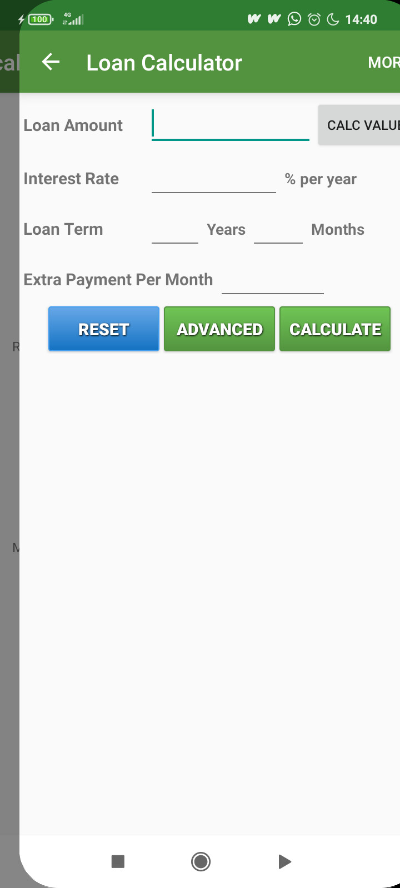 100 4G 14:40
cal Loan Calculator MOR
Loan Amount CALC VALUE
Interest Rate % per year
Loan Term Years Months
Extra Payment Per Month
RESET ADVANCED CALCULATE
R
M